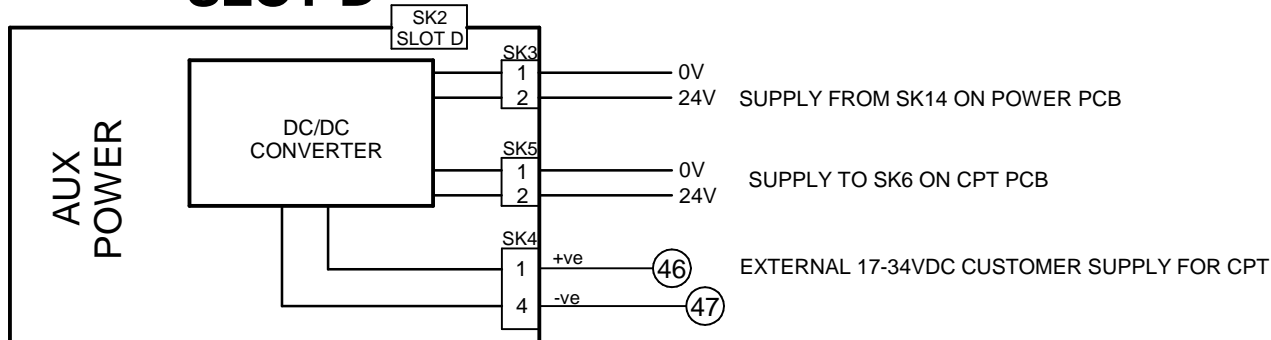 SK2
SLOT D
SK3
1 0V
2 24V SUPPLY FROM SK14 ON POWER PCB
DC/DC
CONVERTER
AUX
POWER
SK5
1 0V
2 24V SUPPLY TO SK6 ON CPT PCB
SK4
1 +ve 46 EXTERNAL 17-34VDC CUSTOMER SUPPLY FOR CPT
4 -ve 47